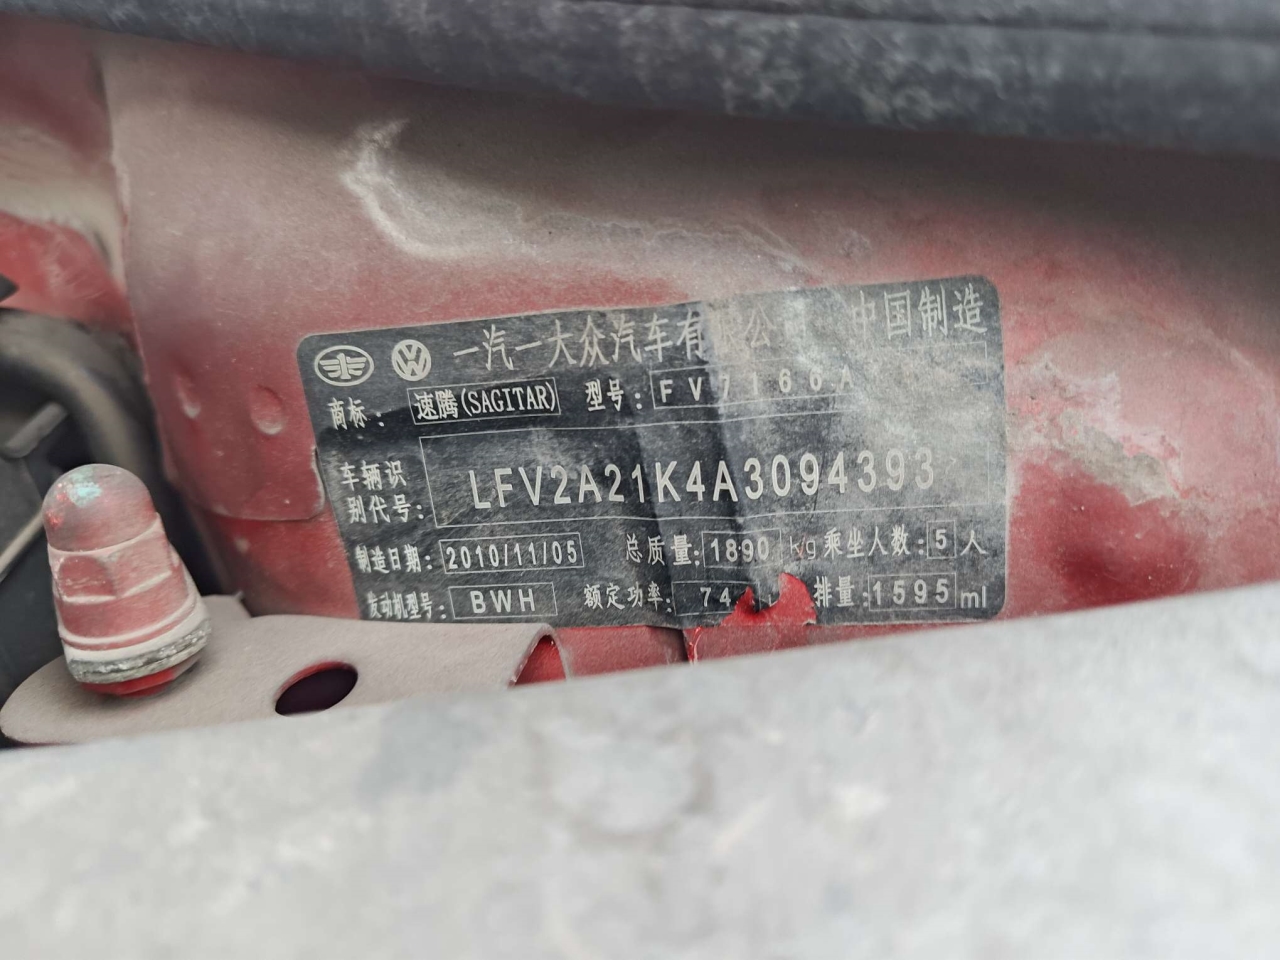 一汽一大众汽车有限公司 中国制造
商标: 速腾(SAGITAR) 型号: FV7166A
车辆识别代号: LFV2A21K4A3094393
制造日期: 2010/11/05 总质量: 1890 kg 乘坐人数: 5 人
发动机型号: BWH 额定功率: 74 排量: 1595 ml